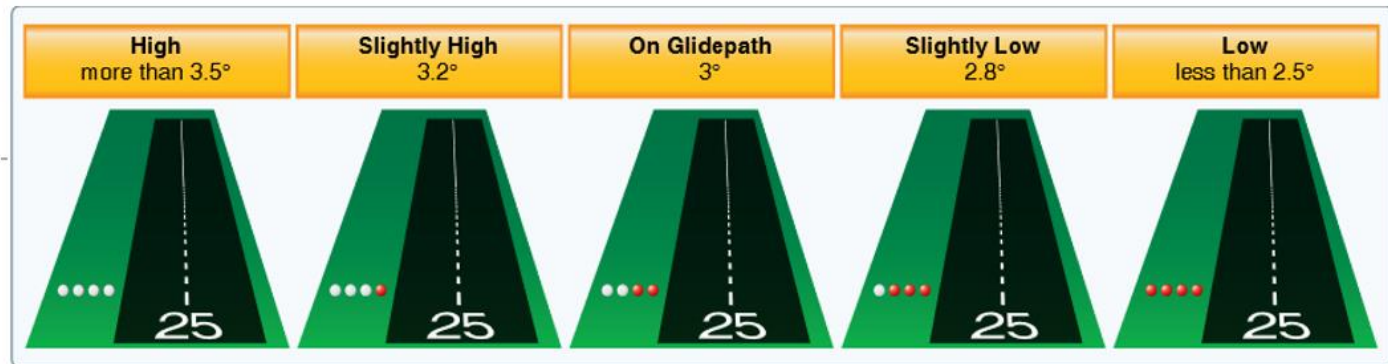 High
more than 3.5°
Slightly High
3.2°
On Glidepath
3°
Slightly Low
2.8°
Low
less than 2.5°
25
25
25
25
25